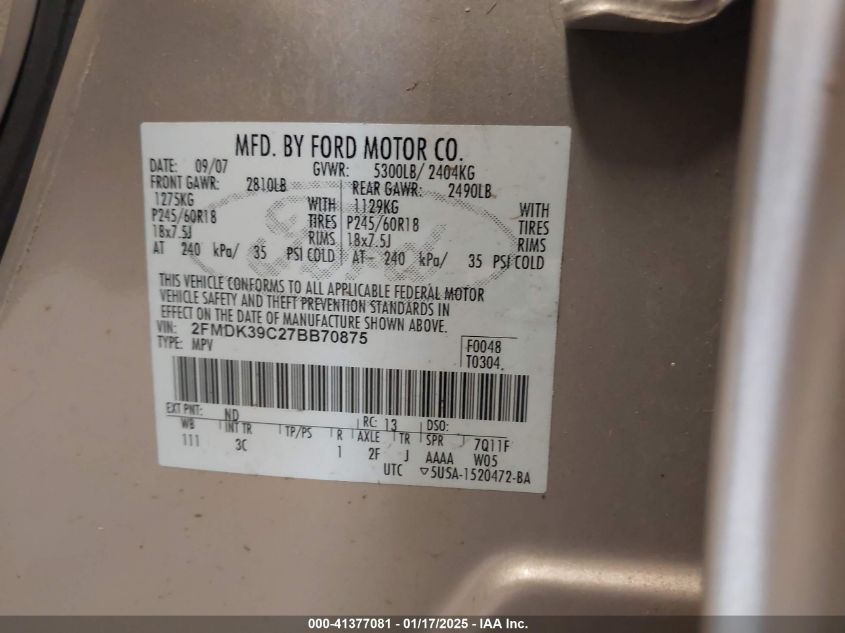 MFD. BY FORD MOTOR CO.
DATE: 09/07 GVWR: 5300LB/ 2404KG
FRONT GAWR: 2810LB REAR GAWR: 2490LB
1275KG WITH 1129KG WITH
P245/60R18 TIRES P245/60R18 TIRES
18x7.5J RIMS 18x7.5J RIMS
AT 240 kPa/ 35 PSI COLD AT 240 kPa/ 35 PSI COLD
Ford
THIS VEHICLE CONFORMS TO ALL APPLICABLE FEDERAL MOTOR
VEHICLE SAFETY AND THEFT PREVENTION STANDARDS IN
EFFECT ON THE DATE OF MANUFACTURE SHOWN ABOVE.
VIN: 2FMDK39C27BB70875
TYPE: MPV
F0048
T0304
EXT PNT: ND RC: 13 DSO:
WB INT TR TP/PS R AXLE TR SPR 7Q11F
111 3C 1 2F J AAAA W05
UTC ▽5U5A-1520472-BA
000-41377081 - 01/17/2025 - IAA Inc.